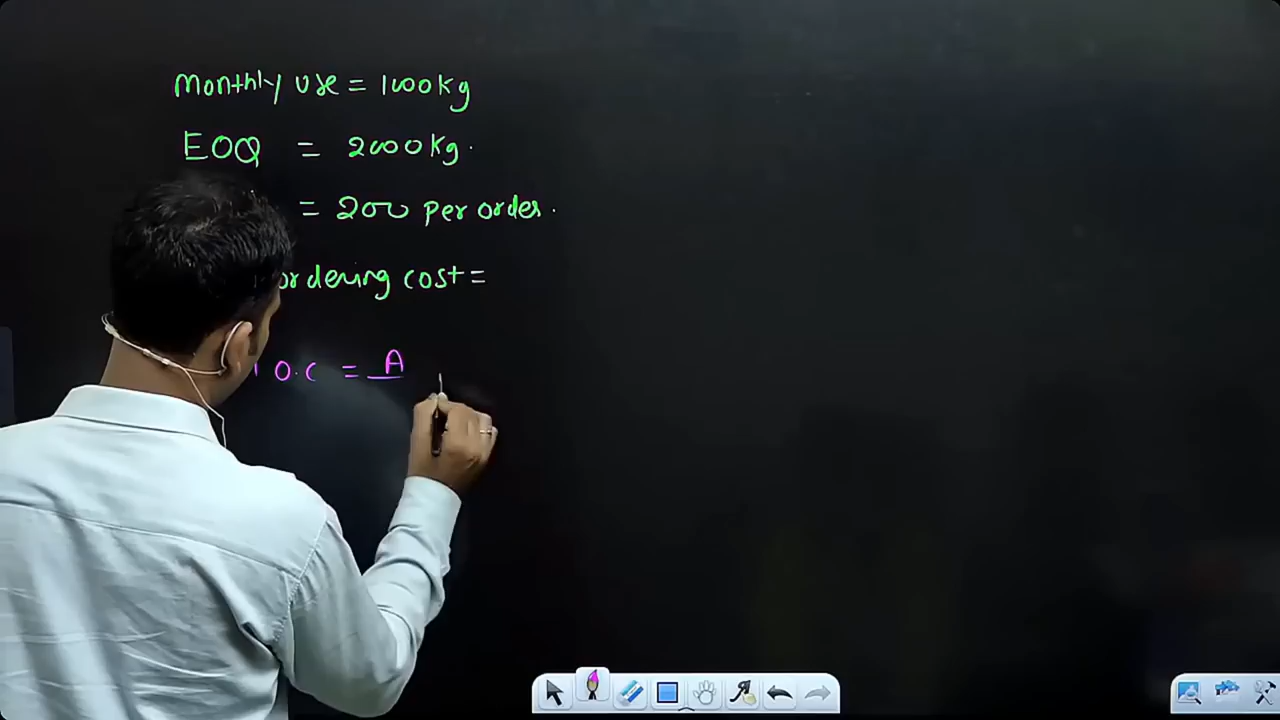 Monthly use = 1000 kg
EOQ = 2000 kg.
= 200 per order.
ordering cost =
O.C = A